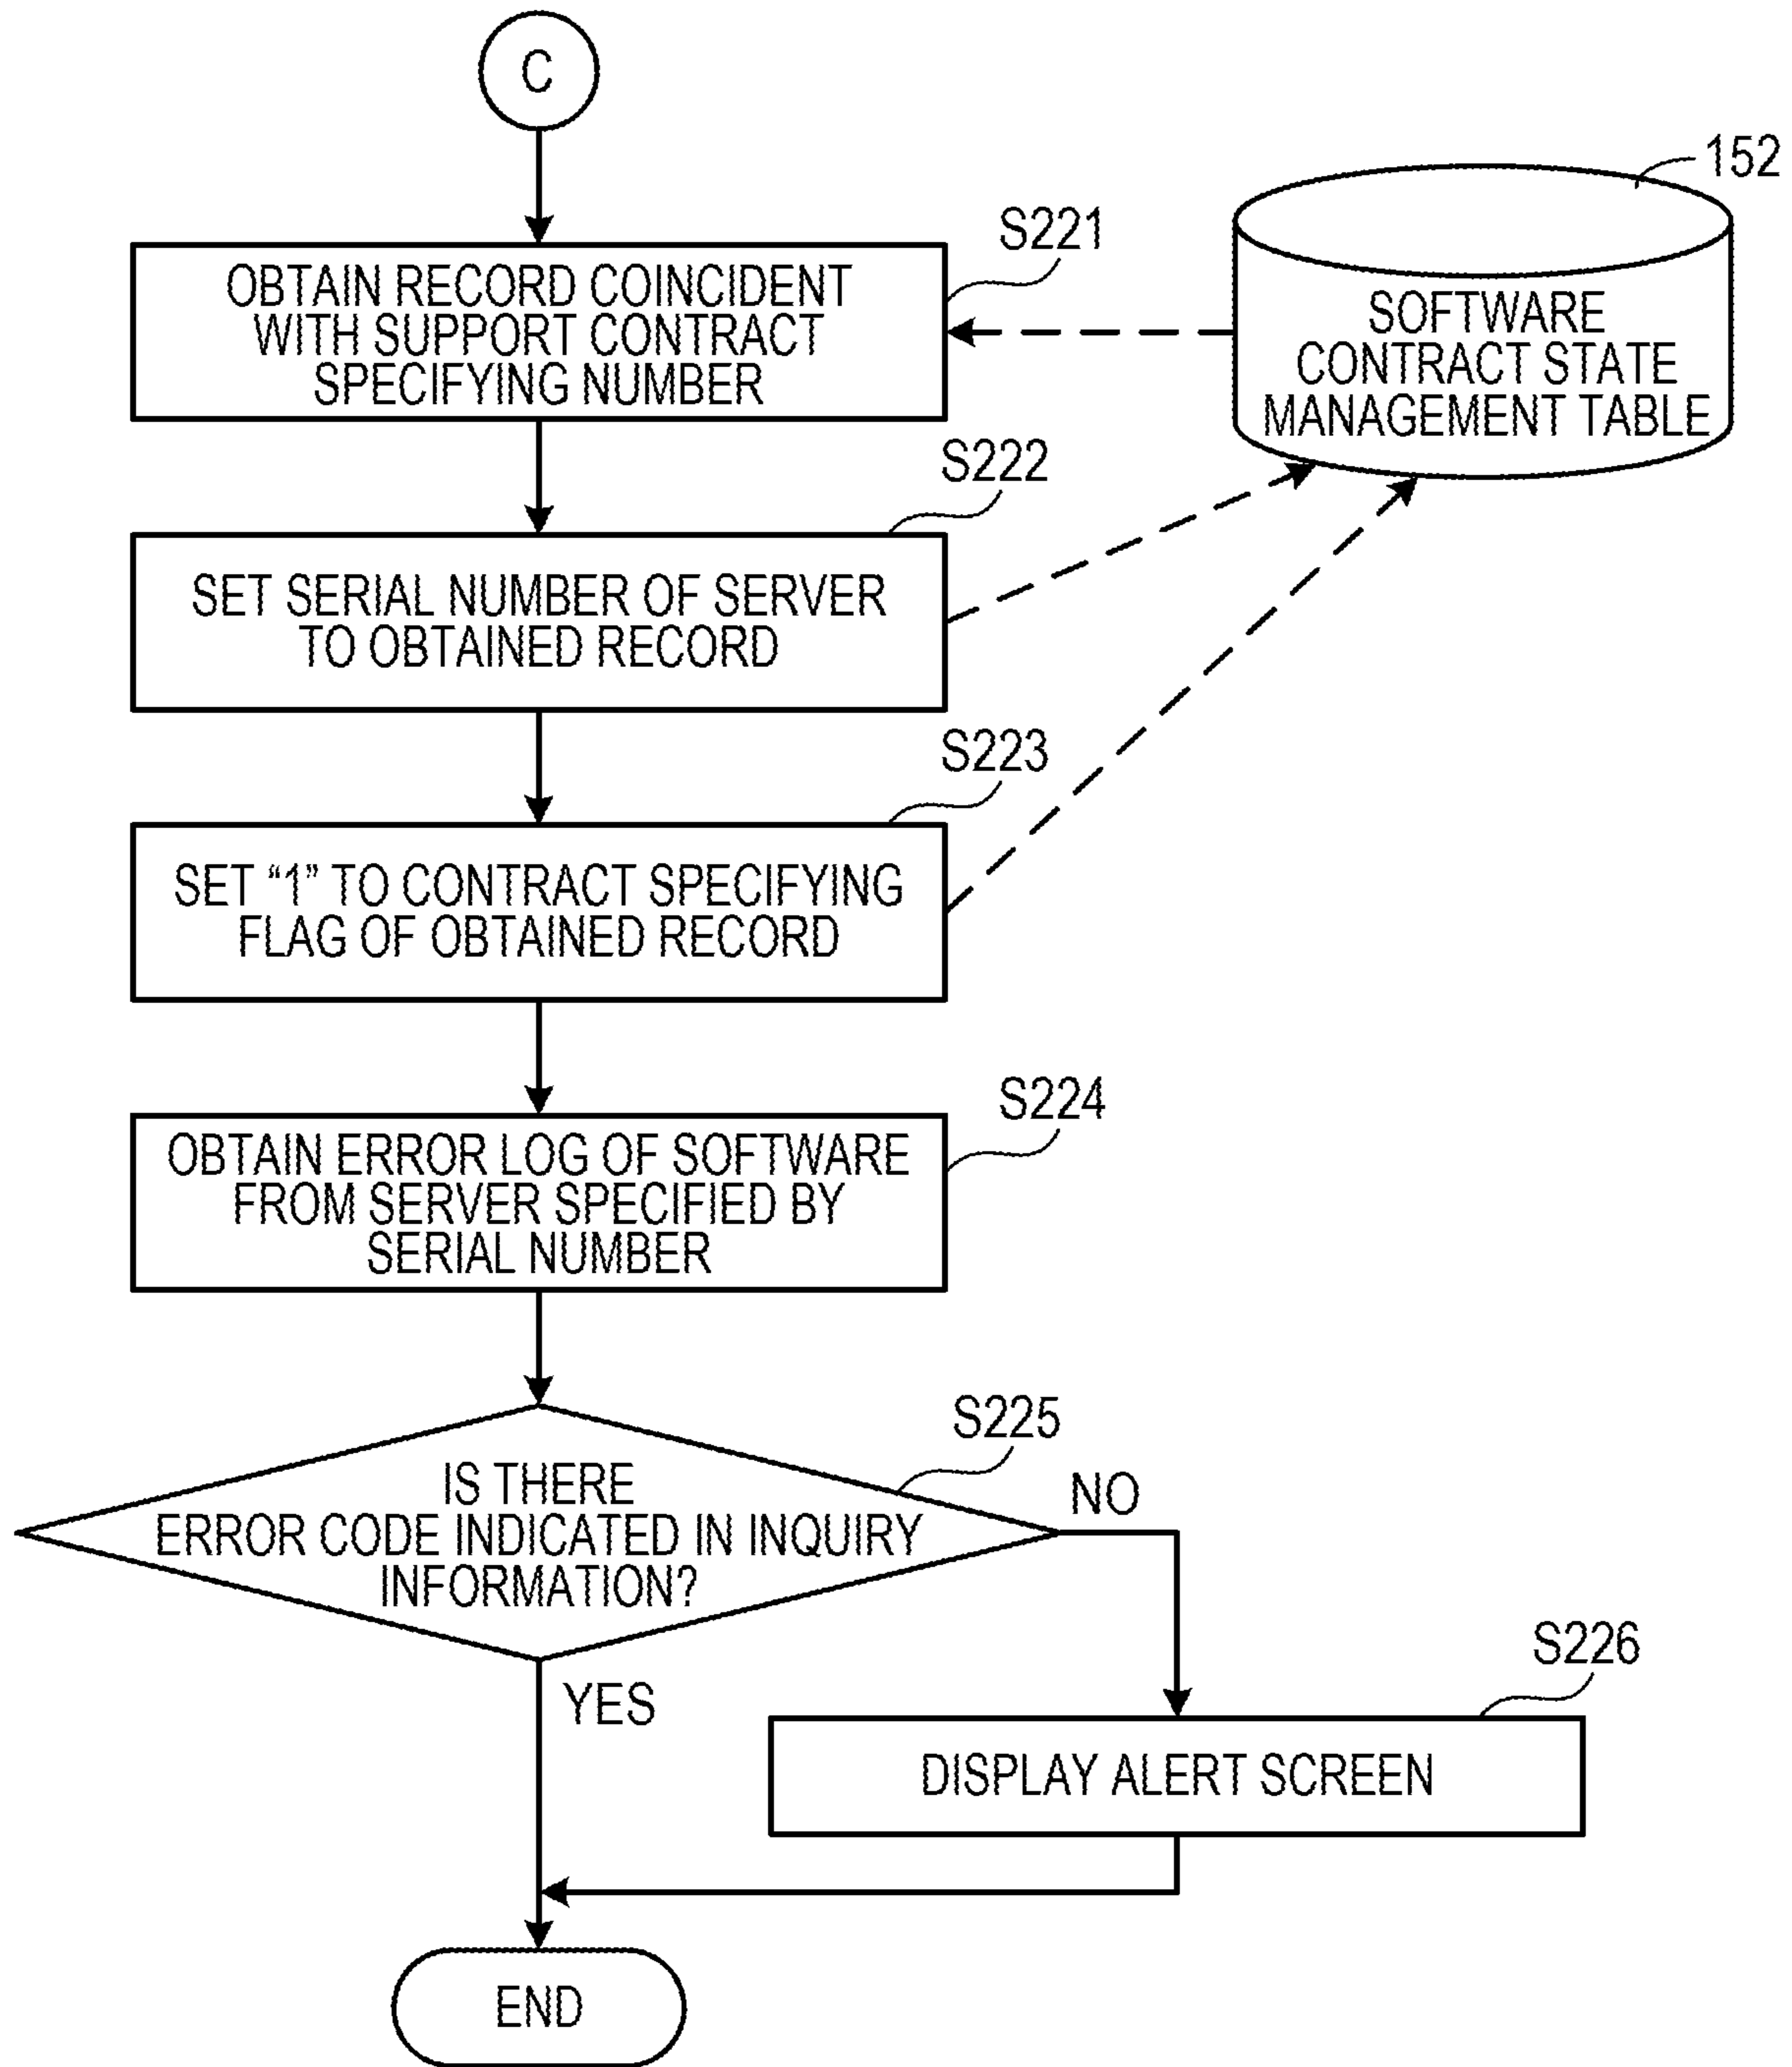 C
152
S221
OBTAIN RECORD COINCIDENT
WITH SUPPORT CONTRACT
SPECIFYING NUMBER
SOFTWARE
CONTRACT STATE
MANAGEMENT TABLE
S222
SET SERIAL NUMBER OF SERVER
TO OBTAINED RECORD
S223
SET “1” TO CONTRACT SPECIFYING
FLAG OF OBTAINED RECORD
S224
OBTAIN ERROR LOG OF SOFTWARE
FROM SERVER SPECIFIED BY
SERIAL NUMBER
S225
IS THERE
ERROR CODE INDICATED IN INQUIRY
INFORMATION?
NO
YES
S226
DISPLAY ALERT SCREEN
END